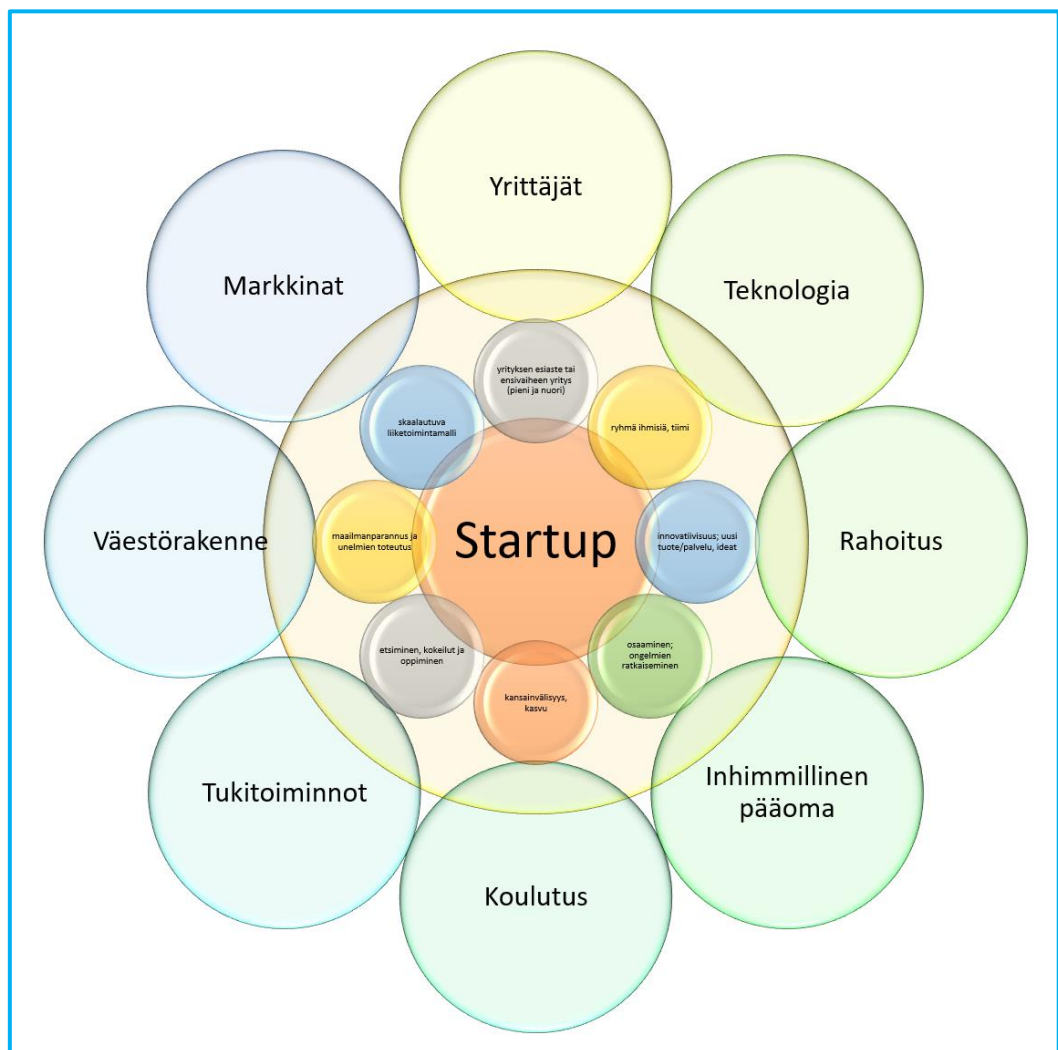 Yrittäjät
Teknologia
Rahoitus
Inhimmillinen
pääoma
Koulutus
Tukitoiminnot
Väestörakenne
Markkinat
Startup
yrityksen esiaste tai
ensivaiheen yritys
(pieni ja nuori)
ryhmä ihmisiä, tiimi
innovatiivisuus; uusi
tuote/palvelu, ideat
osaaminen;
ongelmien
ratkaiseminen
kansainvälisyys,
kasvu
etsiminen, kokeilut ja
oppiminen
maailmanparannus ja
unelmien toteutus
skaalautuva
liiketoimintamalli